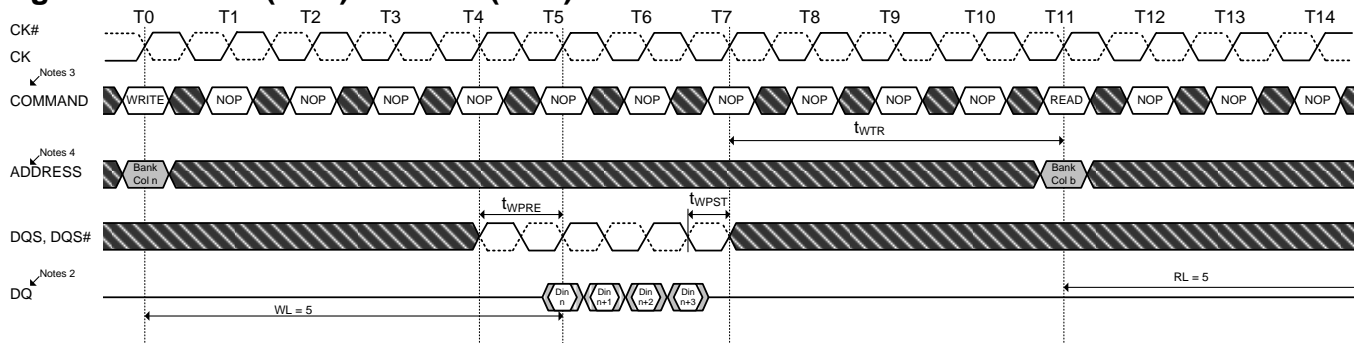 T0 T1 T2 T3 T4 T5 T6 T7 T8 T9 T10 T11 T12 T13 T14
CK#
CK
Notes 3
COMMAND WRITE NOP NOP NOP NOP NOP NOP NOP NOP NOP NOP READ NOP NOP NOP
tWTR
Notes 4
ADDRESS Bank Col n Bank Col b
tWPRE tWPST
DQS, DQS#
Notes 2
DQ Din n Din n+1 Din n+2 Din n+3
RL = 5
WL = 5